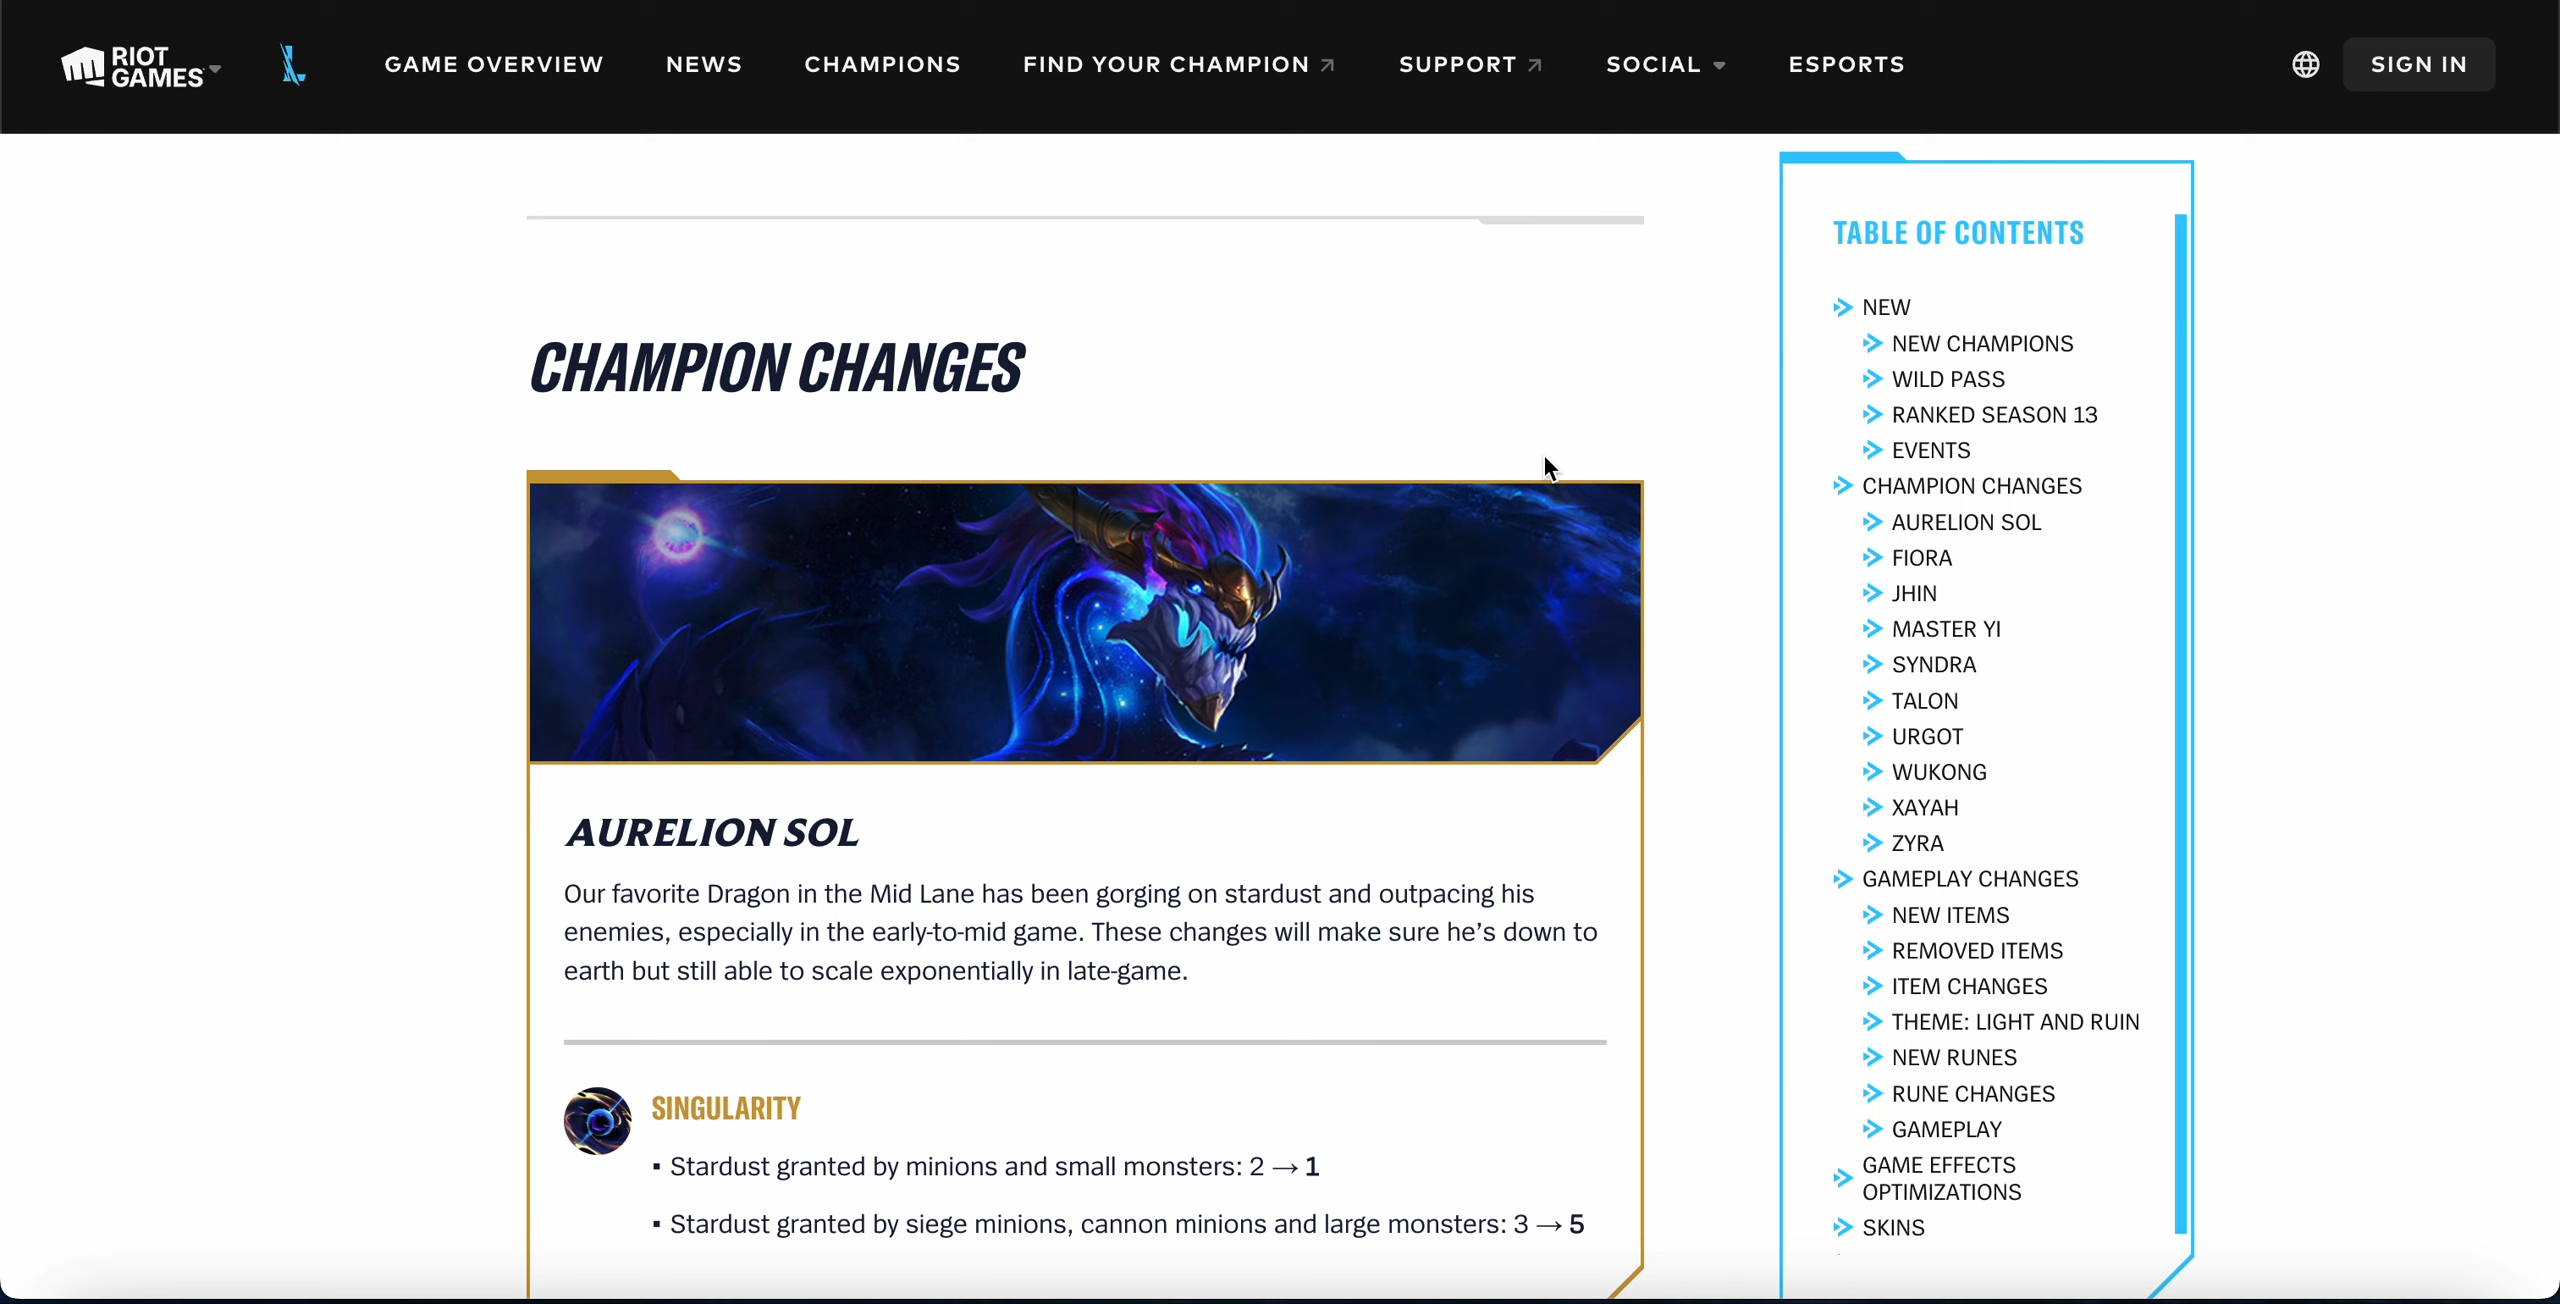 RIOT GAMES
GAME OVERVIEW
NEWS
CHAMPIONS
FIND YOUR CHAMPION
SUPPORT
SOCIAL
ESPORTS
SIGN IN
CHAMPION CHANGES
AURELION SOL
Our favorite Dragon in the Mid Lane has been gorging on stardust and outpacing his
enemies, especially in the early-to-mid game. These changes will make sure he’s down to
earth but still able to scale exponentially in late-game.
SINGULARITY
▪ Stardust granted by minions and small monsters: 2 → 1
▪ Stardust granted by siege minions, cannon minions and large monsters: 3 → 5
TABLE OF CONTENTS
NEW
NEW CHAMPIONS
WILD PASS
RANKED SEASON 13
EVENTS
CHAMPION CHANGES
AURELION SOL
FIORA
JHIN
MASTER YI
SYNDRA
TALON
URGOT
WUKONG
XAYAH
ZYRA
GAMEPLAY CHANGES
NEW ITEMS
REMOVED ITEMS
ITEM CHANGES
THEME: LIGHT AND RUIN
NEW RUNES
RUNE CHANGES
GAMEPLAY
GAME EFFECTS
OPTIMIZATIONS
SKINS